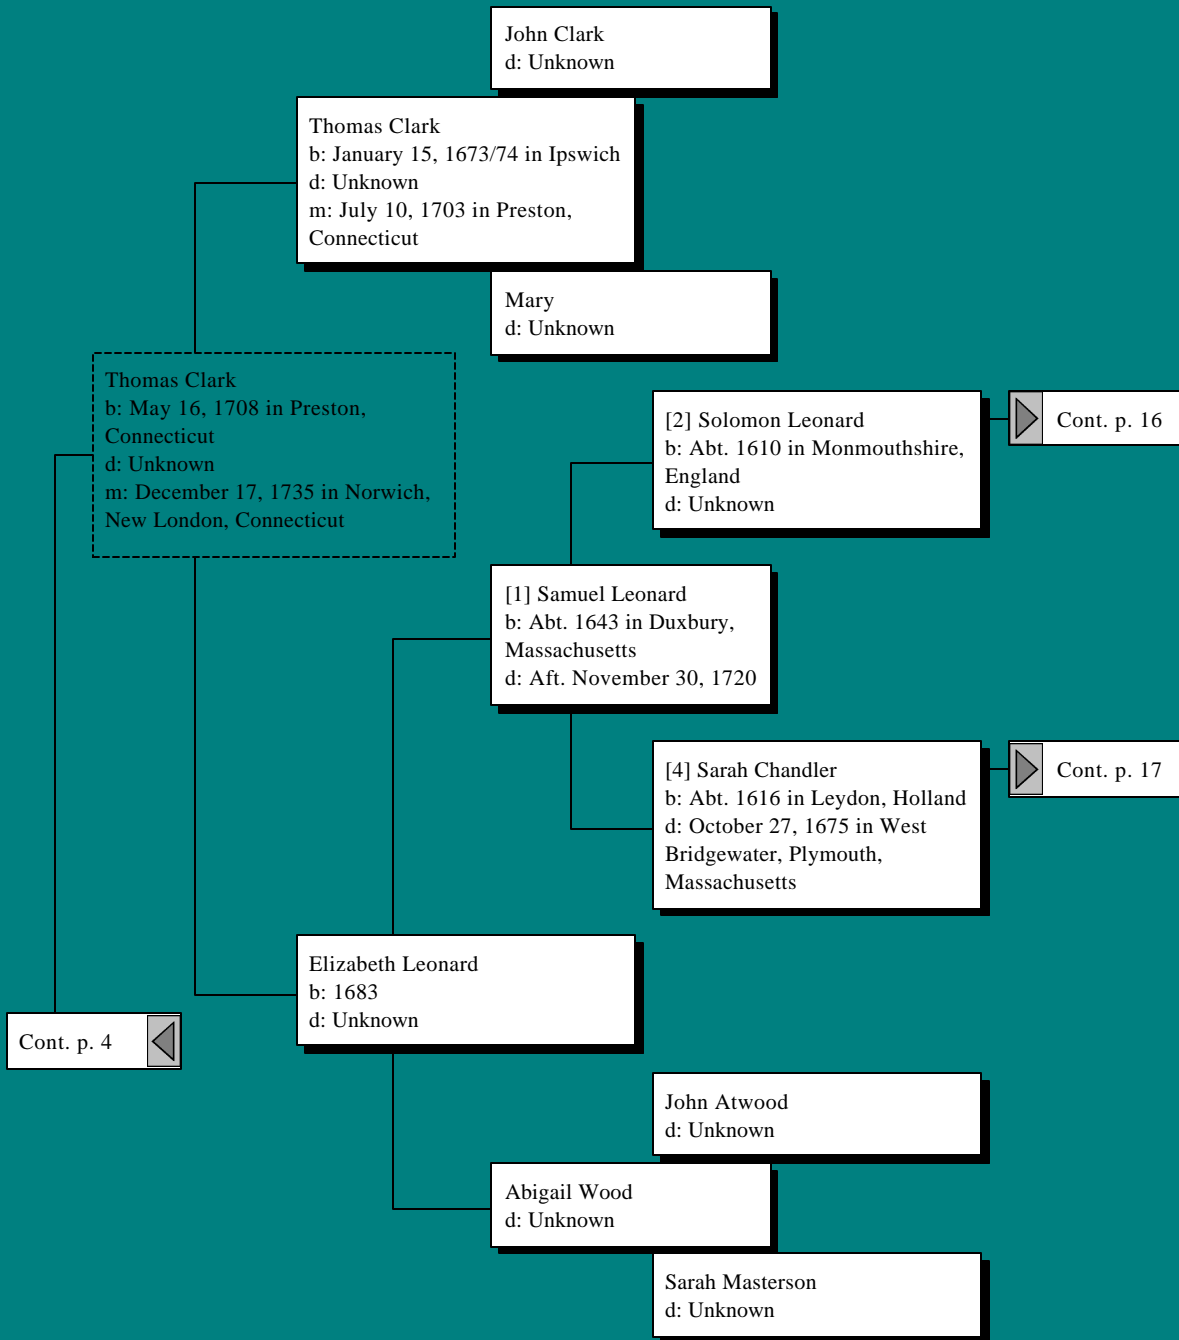 John Clark
d: Unknown
Thomas Clark
b: January 15, 1673/74 in Ipswich
d: Unknown
m: July 10, 1703 in Preston,
Connecticut
Mary
d: Unknown
Thomas Clark
b: May 16, 1708 in Preston,
Connecticut
d: Unknown
m: December 17, 1735 in Norwich,
New London, Connecticut
[2] Solomon Leonard
b: Abt. 1610 in Monmouthshire,
England
d: Unknown
Cont. p. 16
[1] Samuel Leonard
b: Abt. 1643 in Duxbury,
Massachusetts
d: Aft. November 30, 1720
[4] Sarah Chandler
b: Abt. 1616 in Leydon, Holland
d: October 27, 1675 in West
Bridgewater, Plymouth,
Massachusetts
Cont. p. 17
Elizabeth Leonard
b: 1683
d: Unknown
Cont. p. 4
John Atwood
d: Unknown
Abigail Wood
d: Unknown
Sarah Masterson
d: Unknown